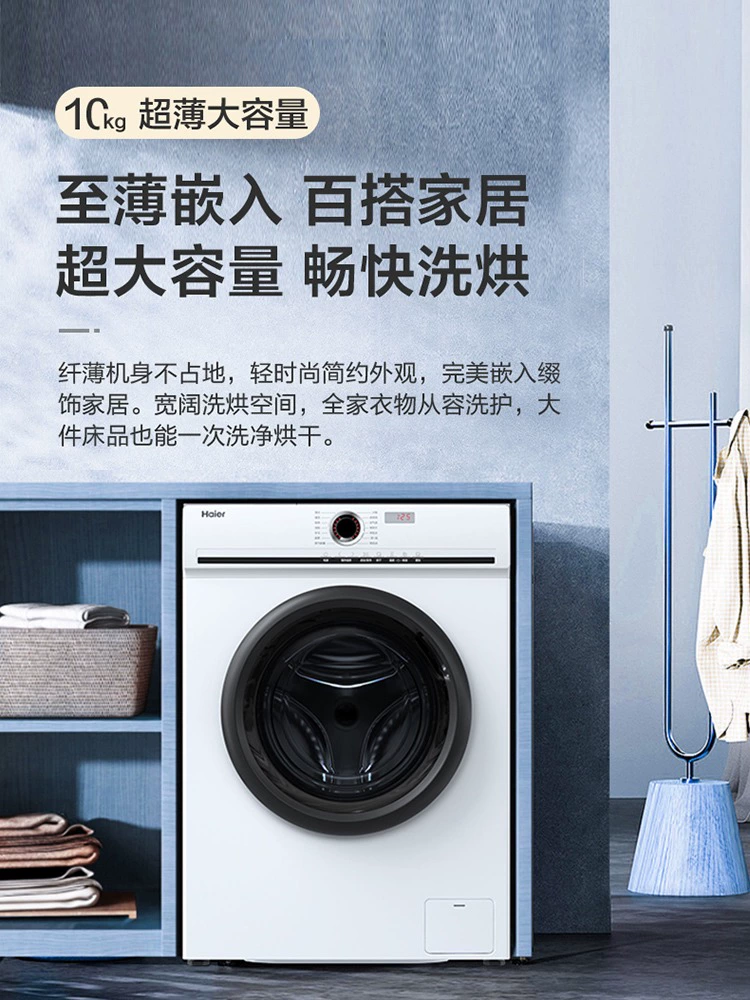 10kg 超薄大容量
至薄嵌入 百搭家居
超大容量 畅快洗烘
纤薄机身不占地，轻时尚简约外观，完美嵌入缀
饰家居。宽阔洗烘空间，全家衣物从容洗护，大
件床品也能一次洗净烘干。
Haier